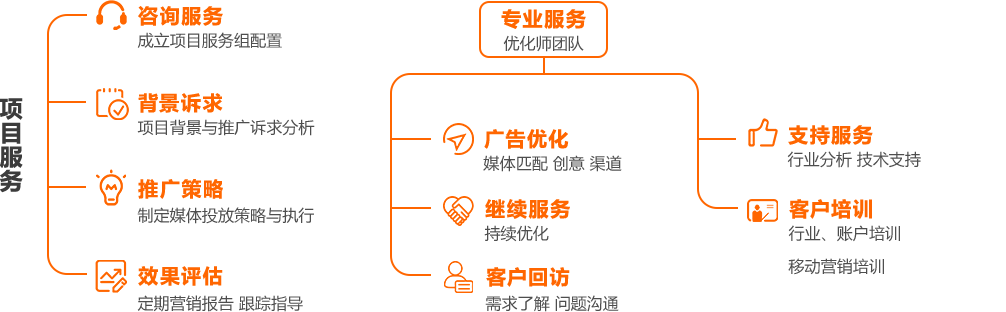 项目服务
咨询服务
成立项目服务组配置
背景诉求
项目背景与推广诉求分析
推广策略
制定媒体投放策略与执行
效果评估
定期营销报告 跟踪指导
专业服务
优化师团队
广告优化
媒体匹配 创意 渠道
继续服务
持续优化
客户回访
需求了解 问题沟通
支持服务
行业分析 技术支持
客户培训
行业、账户培训
移动营销培训